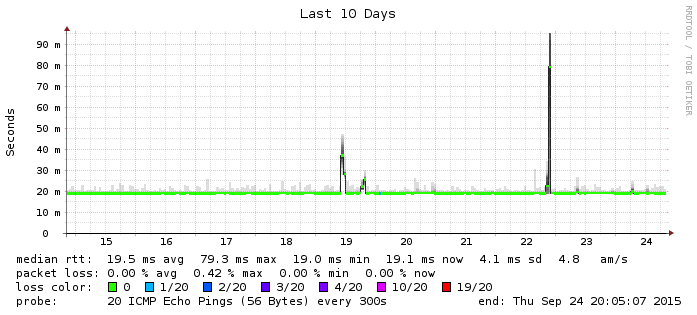 Last 10 Days
RRDTOOL / TOBI OETIKER
Seconds
90 m
80 m
70 m
60 m
50 m
40 m
30 m
20 m
10 m
0
15 16 17 18 19 20 21 22 23 24
median rtt: 19.5 ms avg 79.3 ms max 19.0 ms min 19.1 ms now 4.1 ms sd 4.8 am/s
packet loss: 0.00 % avg 0.42 % max 0.00 % min 0.00 % now
loss color: 0 1/20 2/20 3/20 4/20 10/20 19/20
probe: 20 ICMP Echo Pings (56 Bytes) every 300s end: Thu Sep 24 20:05:07 2015